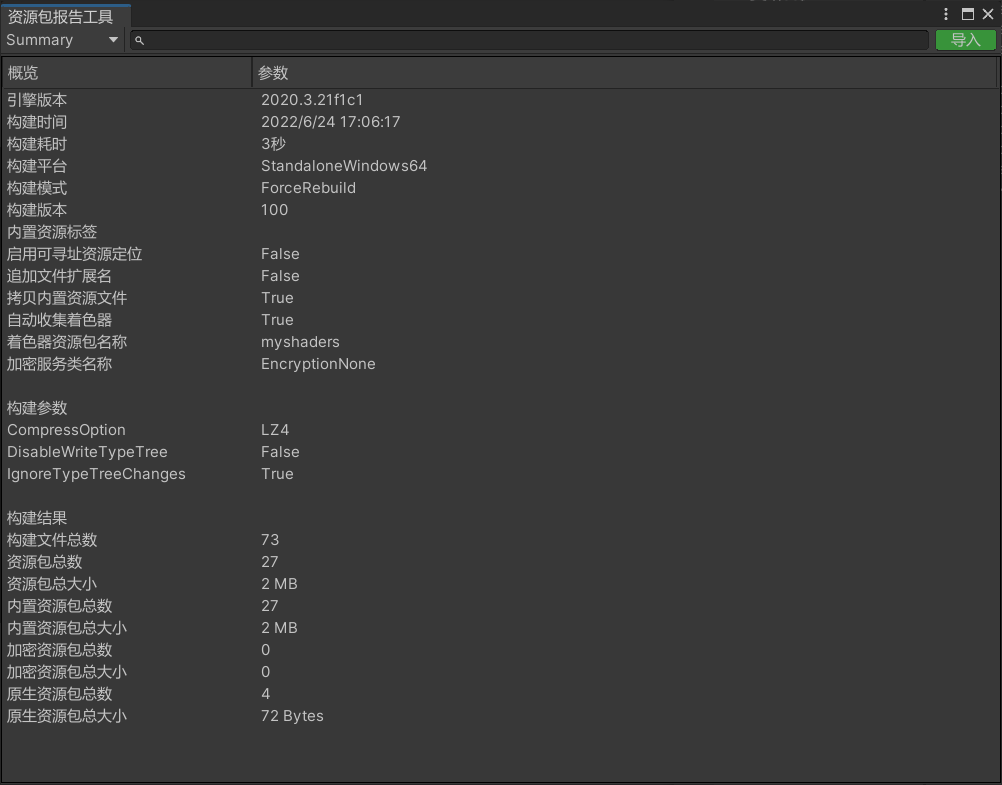 资源包报告工具
Summary
导入
概览 参数
引擎版本 2020.3.21f1c1
构建时间 2022/6/24 17:06:17
构建耗时 3秒
构建平台 StandaloneWindows64
构建模式 ForceRebuild
构建版本 100
内置资源标签
启用可寻址资源定位 False
追加文件扩展名 False
拷贝内置资源文件 True
自动收集着色器 True
着色器资源包名称 myshaders
加密服务类名称 EncryptionNone
构建参数
CompressOption LZ4
DisableWriteTypeTree False
IgnoreTypeTreeChanges True
构建结果
构建文件总数 73
资源包总数 27
资源包总大小 2 MB
内置资源包总数 27
内置资源包总大小 2 MB
加密资源包总数 0
加密资源包总大小 0
原生资源包总数 4
原生资源包总大小 72 Bytes